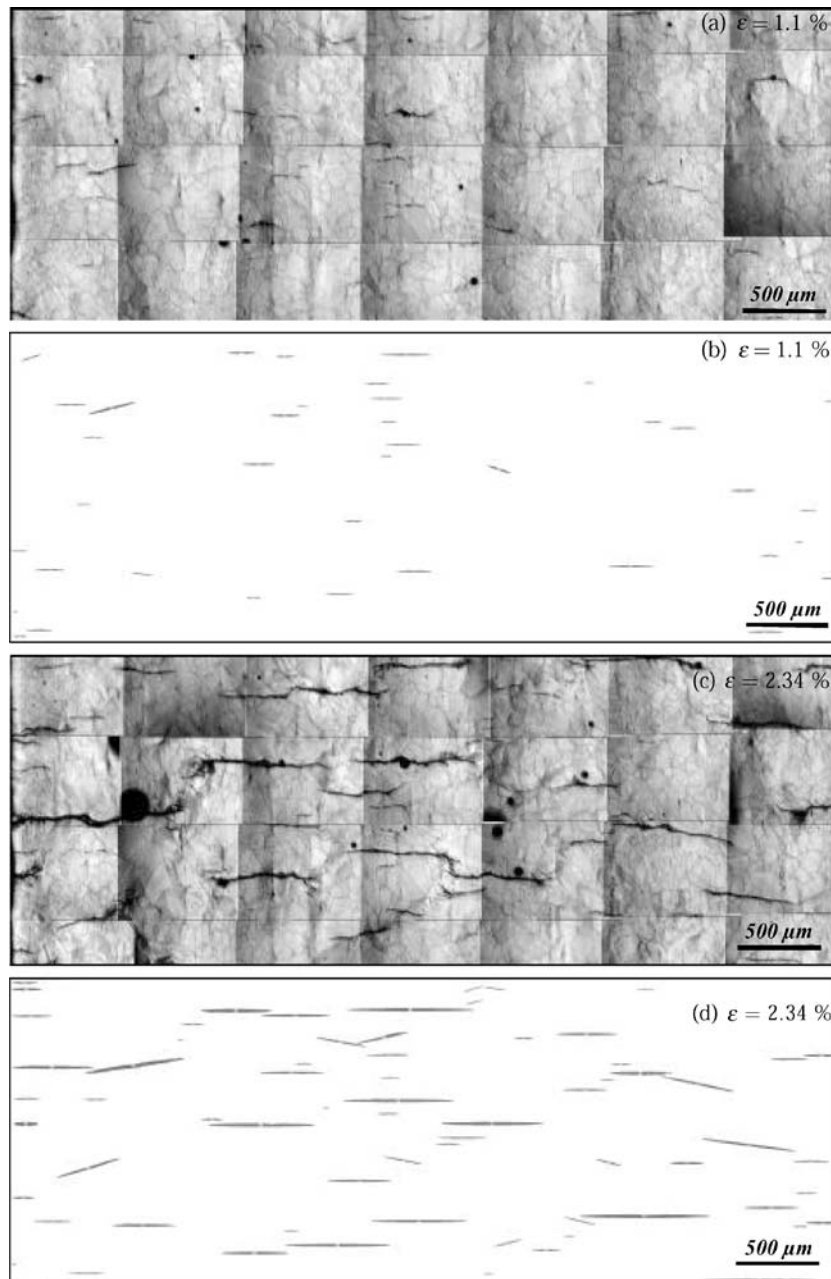 (a) ε = 1.1 %
500 μm
(b) ε = 1.1 %
500 μm
(c) ε = 2.34 %
500 μm
(d) ε = 2.34 %
500 μm